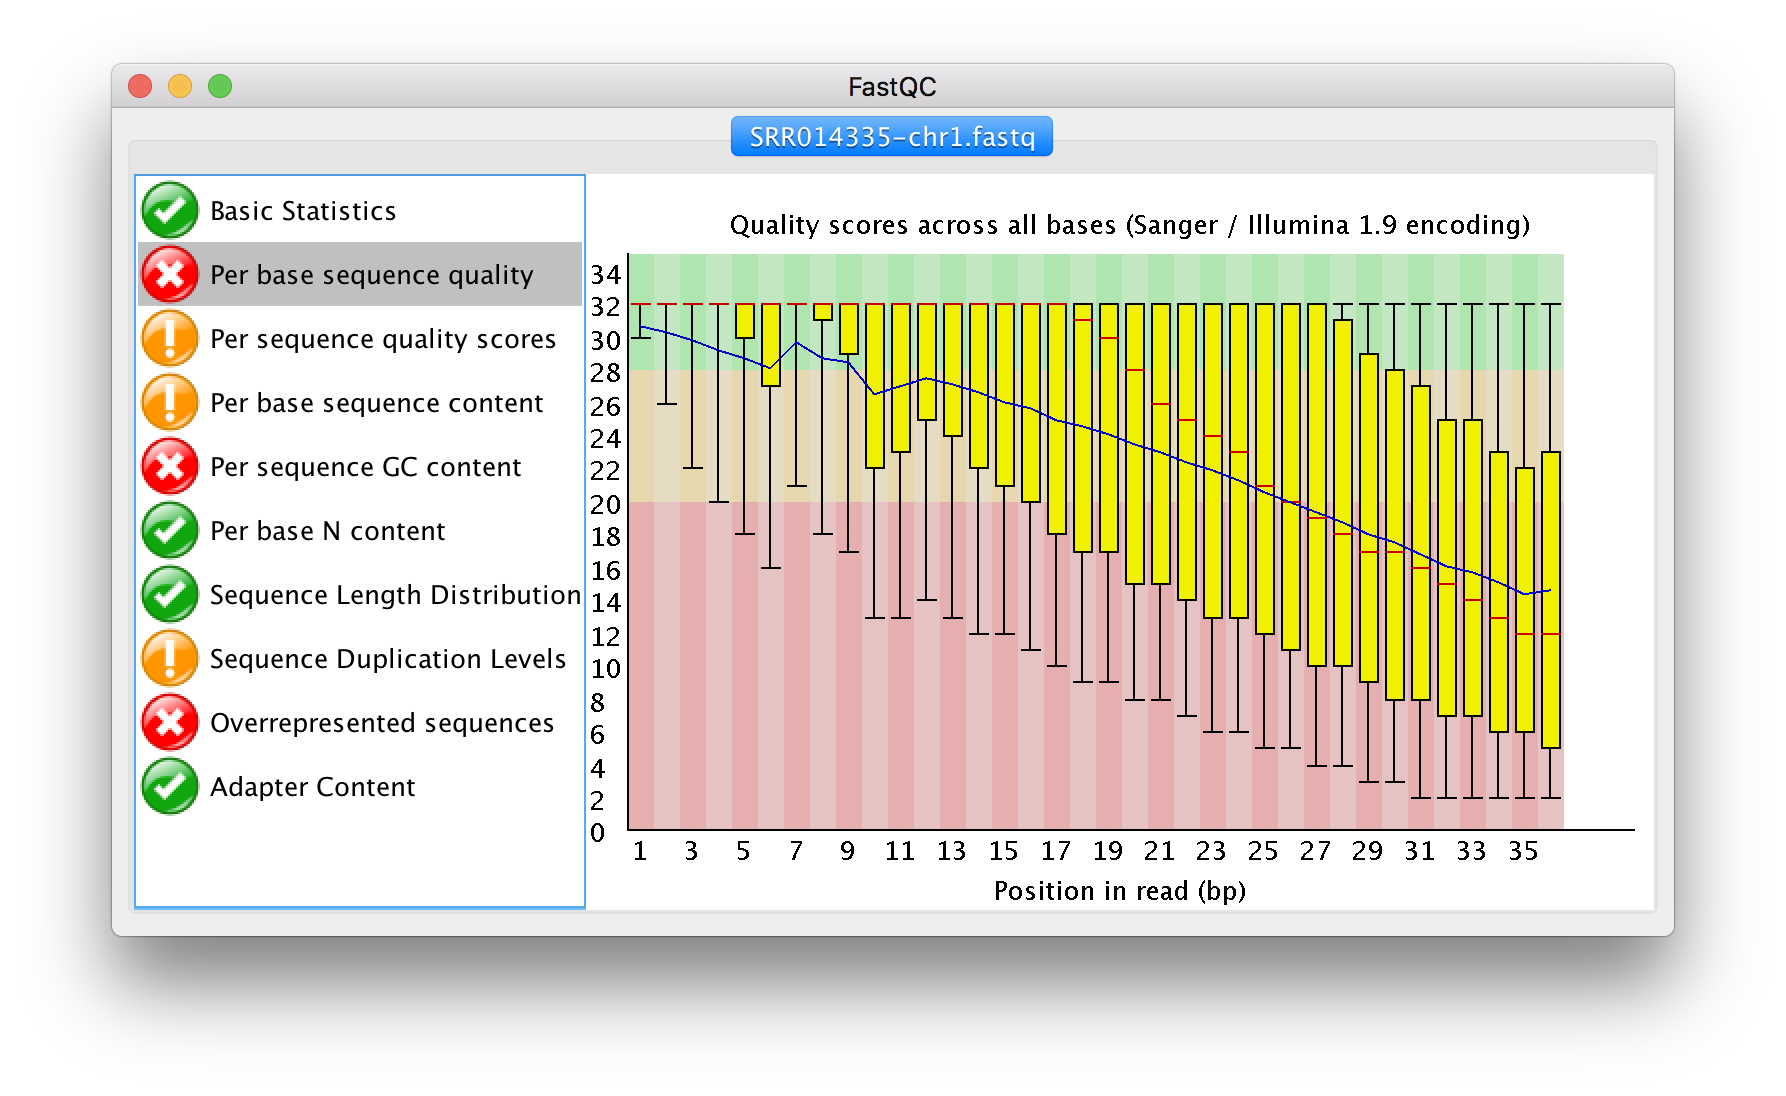 FastQC
SRR014335-chr1.fastq
Basic Statistics
Per base sequence quality
Per sequence quality scores
Per base sequence content
Per sequence GC content
Per base N content
Sequence Length Distribution
Sequence Duplication Levels
Overrepresented sequences
Adapter Content
Quality scores across all bases (Sanger / Illumina 1.9 encoding)
34
32
30
28
26
24
22
20
18
16
14
12
10
8
6
4
2
0
1 3 5 7 9 11 13 15 17 19 21 23 25 27 29 31 33 35
Position in read (bp)